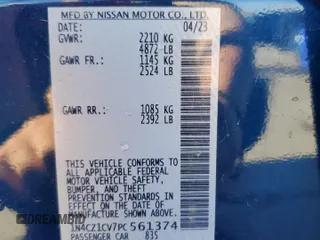 MFD BY NISSAN MOTOR CO., LTD.
DATE: 04/23
GVWR: 2210 KG
4872 LB
GAWR FR.: 1145 KG
2524 LB
GAWR RR.: 1085 KG
2392 LB
THIS VEHICLE CONFORMS TO
ALL APPLICABLE FEDERAL
MOTOR VEHICLE SAFETY,
BUMPER, AND THEFT
PREVENTION STANDARDS
IN EFFECT ON THE DATE OF
MANUFACTURE SHOWN ABOVE.
1N4CZ1CV7PC561374
PASSENGER CAR 835
DREAMBID